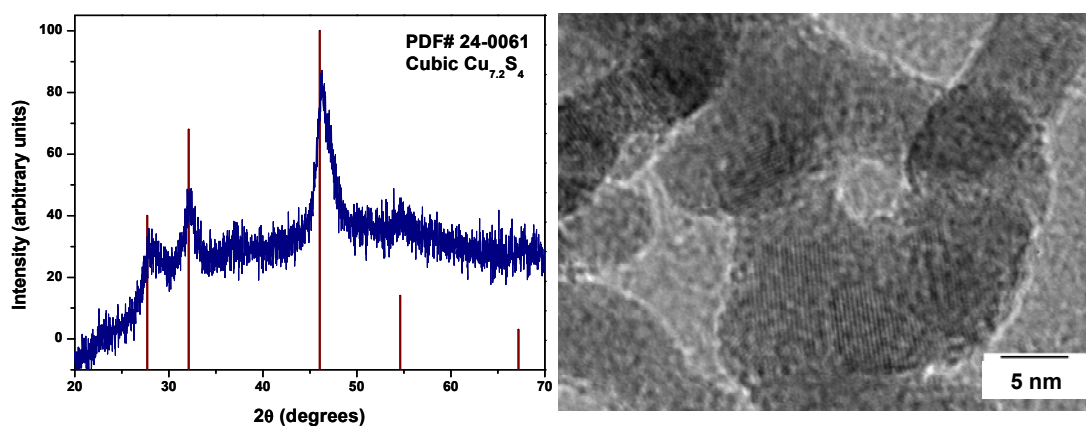 PDF# 24-0061
Cubic Cu7.2S4
Intensity (arbitrary units)
100
80
60
40
20
0
20
30
40
50
60
70
2θ (degrees)
5 nm